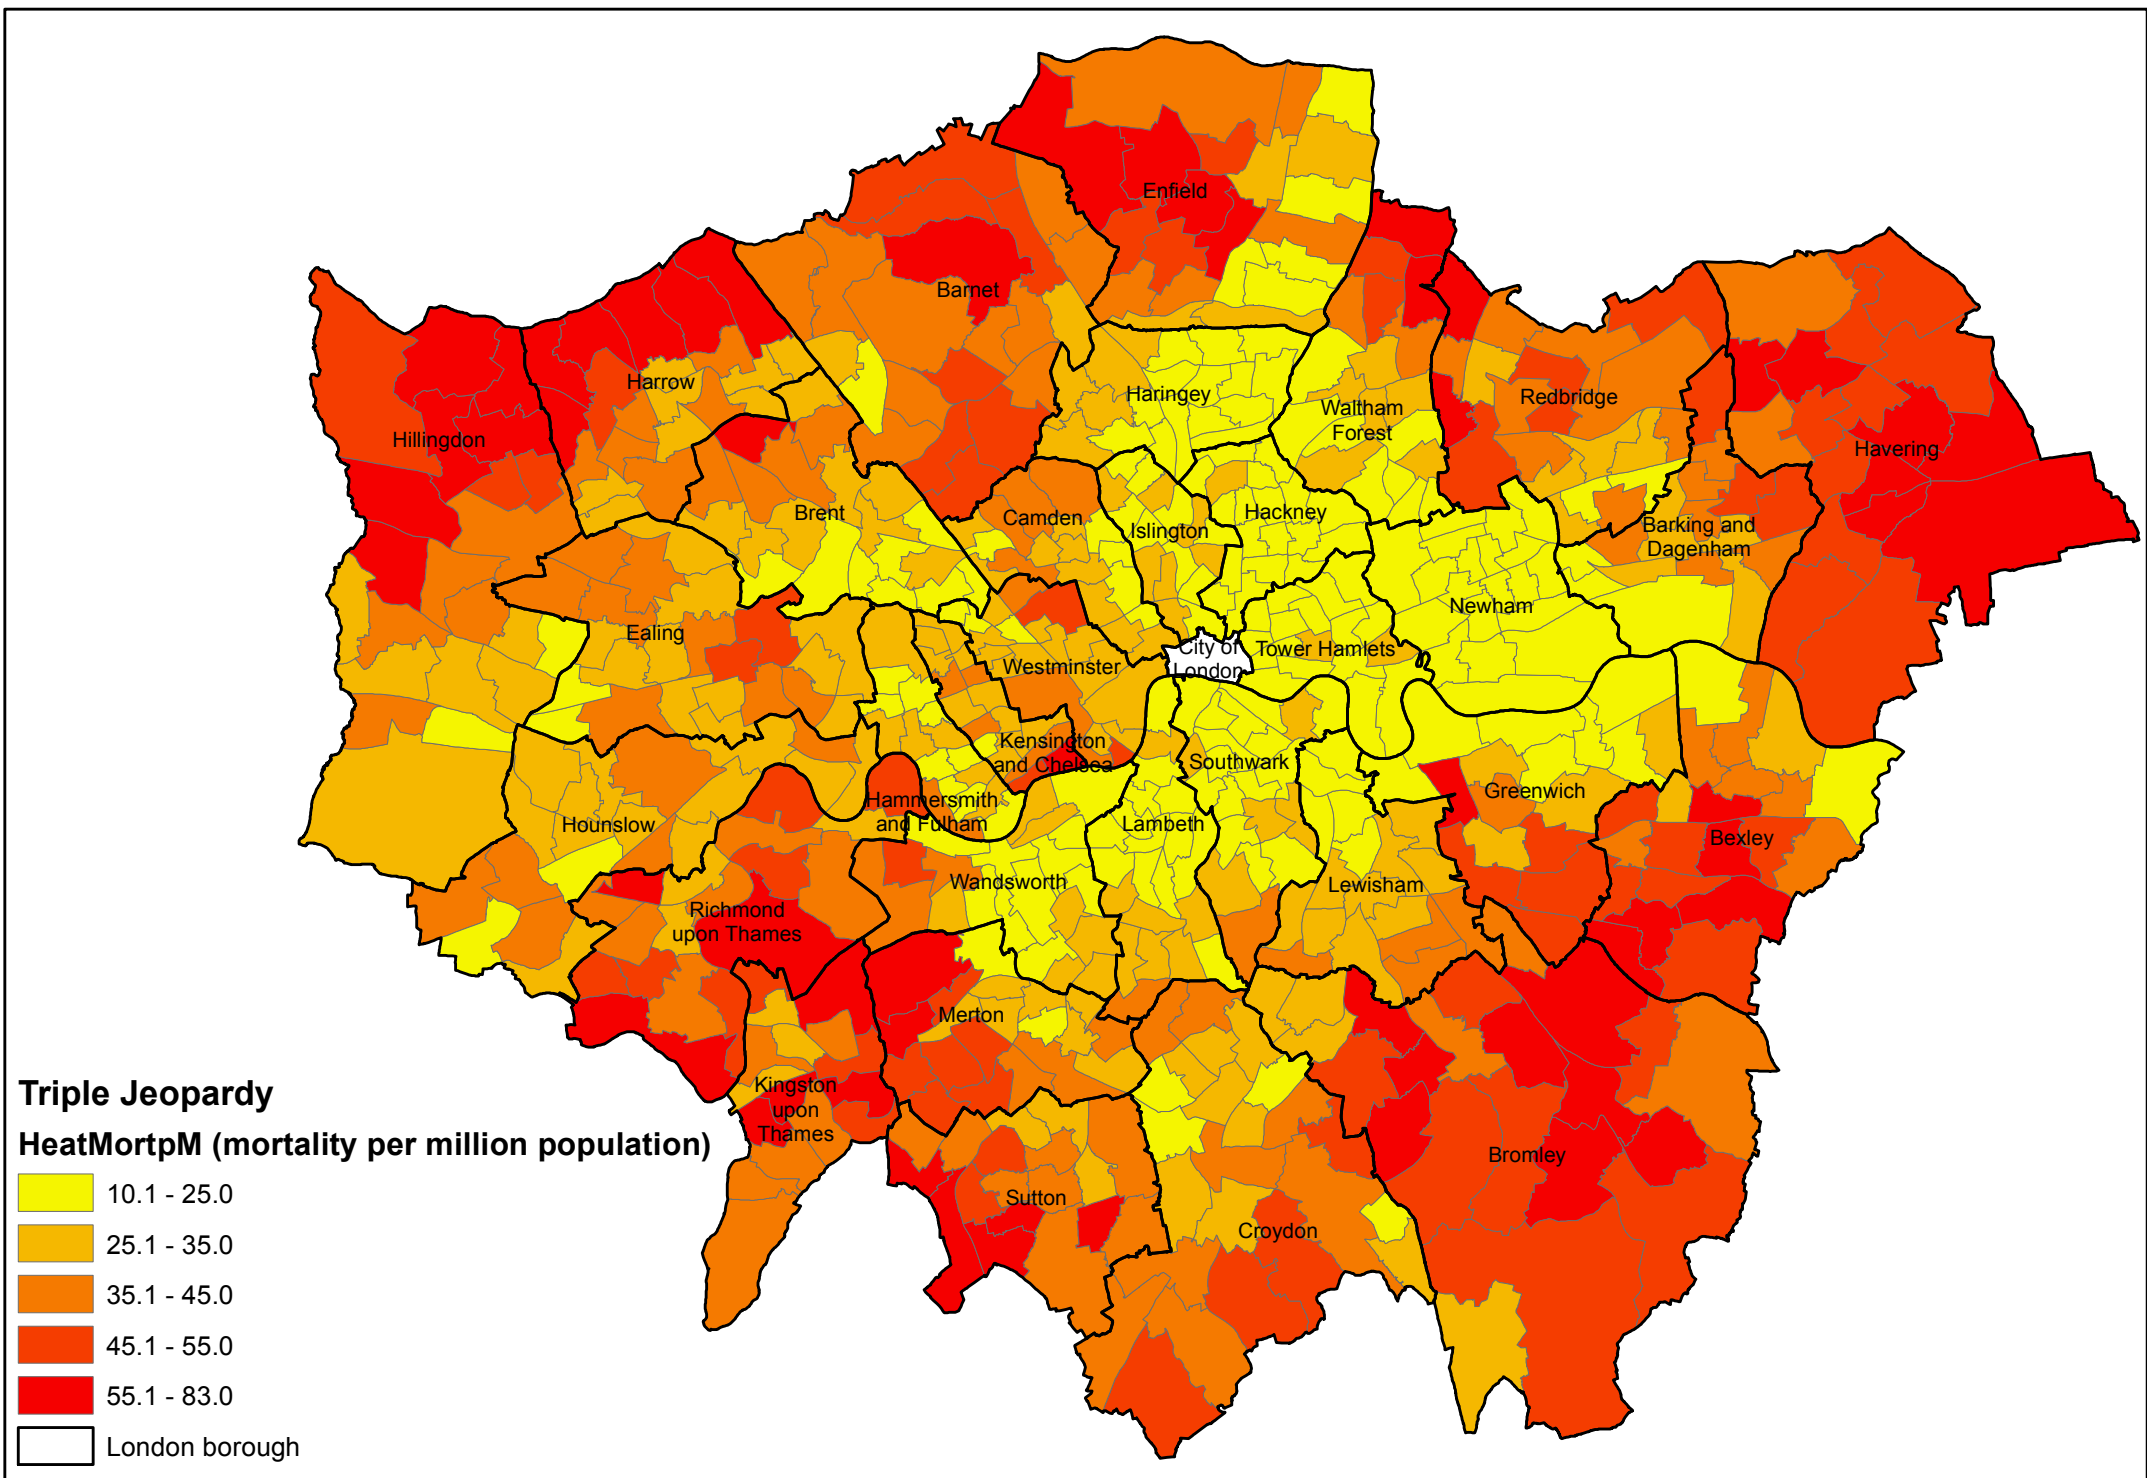 Enfield
Barnet
Harrow
Haringey
Waltham
Forest
Redbridge
Hillingdon
Havering
Brent
Camden
Islington
Hackney
Barking and
Dagenham
Ealing
Newham
Westminster
City of
London
Tower Hamlets
Kensington
and Chelsea
Southwark
Greenwich
Hammersmith
and Fulham
Hounslow
Lambeth
Bexley
Wandsworth
Lewisham
Richmond
upon Thames
Merton
Kingston
upon
Thames
Bromley
Sutton
Croydon
Triple Jeopardy
HeatMortpM (mortality per million population)
10.1 - 25.0
25.1 - 35.0
35.1 - 45.0
45.1 - 55.0
55.1 - 83.0
London borough